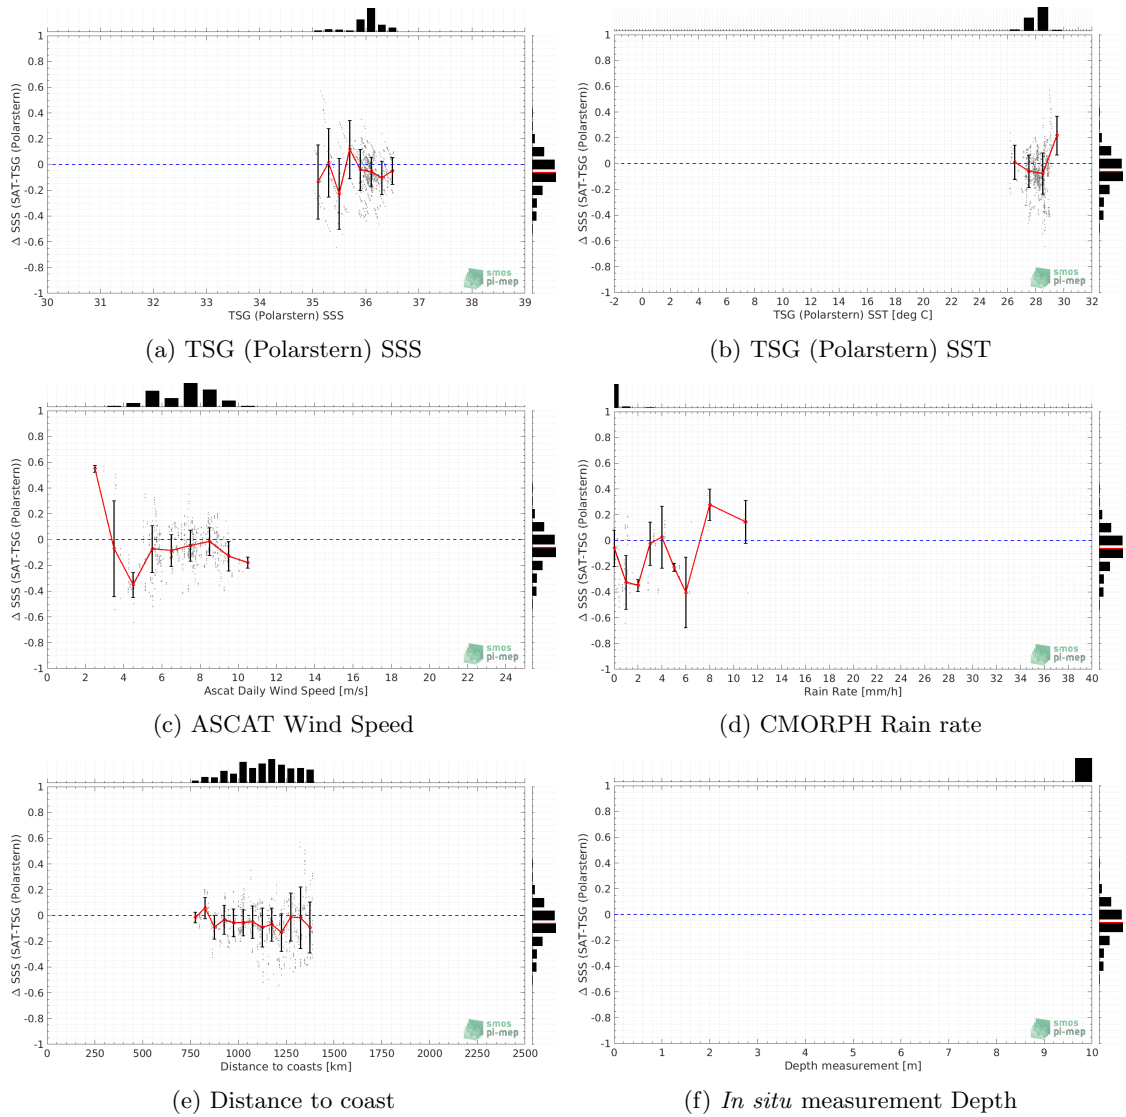 1
0.8
0.6
0.4
0.2
0
-0.2
-0.4
-0.6
-0.8
-1
Δ SSS (SAT-TSG (Polarstern))
30 31 32 33 34 35 36 37 38 39
TSG (Polarstern) SSS
smos
pi-mep
(a) TSG (Polarstern) SSS
1
0.8
0.6
0.4
0.2
0
-0.2
-0.4
-0.6
-0.8
-1
Δ SSS (SAT-TSG (Polarstern))
-2 0 2 4 6 8 10 12 14 16 18 20 22 24 26 28 30 32
TSG (Polarstern) SST [deg C]
smos
pi-mep
(b) TSG (Polarstern) SST
1
0.8
0.6
0.4
0.2
0
-0.2
-0.4
-0.6
-0.8
-1
Δ SSS (SAT-TSG (Polarstern))
0 2 4 6 8 10 12 14 16 18 20 22 24
Ascat Daily Wind Speed [m/s]
smos
pi-mep
(c) ASCAT Wind Speed
1
0.8
0.6
0.4
0.2
0
-0.2
-0.4
-0.6
-0.8
-1
Δ SSS (SAT-TSG (Polarstern))
0 2 4 6 8 10 12 14 16 18 20 22 24 26 28 30 32 34 36 38 40
Rain Rate [mm/h]
smos
pi-mep
(d) CMORPH Rain rate
1
0.8
0.6
0.4
0.2
0
-0.2
-0.4
-0.6
-0.8
-1
Δ SSS (SAT-TSG (Polarstern))
0 250 500 750 1000 1250 1500 1750 2000 2250 2500
Distance to coasts [km]
smos
pi-mep
(e) Distance to coast
1
0.8
0.6
0.4
0.2
0
-0.2
-0.4
-0.6
-0.8
-1
Δ SSS (SAT-TSG (Polarstern))
0 1 2 3 4 5 6 7 8 9 10
Depth measurement [m]
smos
pi-mep
(f) In situ measurement Depth